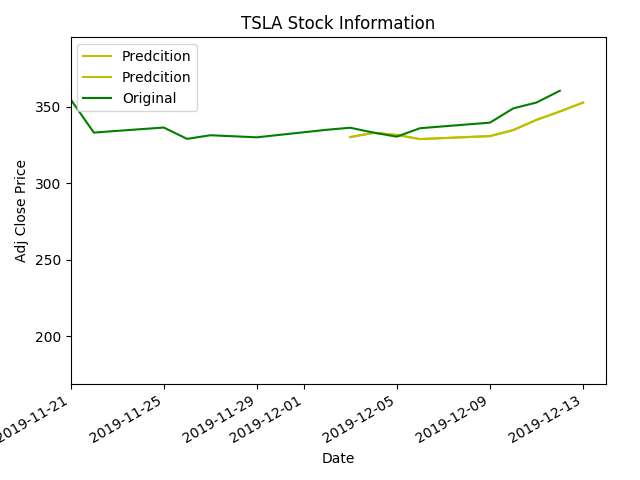 TSLA Stock Information
Predcition
Predcition
Original
Adj Close Price
350
300
250
200
2019-11-21
2019-11-25
2019-11-29
2019-12-01
2019-12-05
2019-12-09
2019-12-13
Date